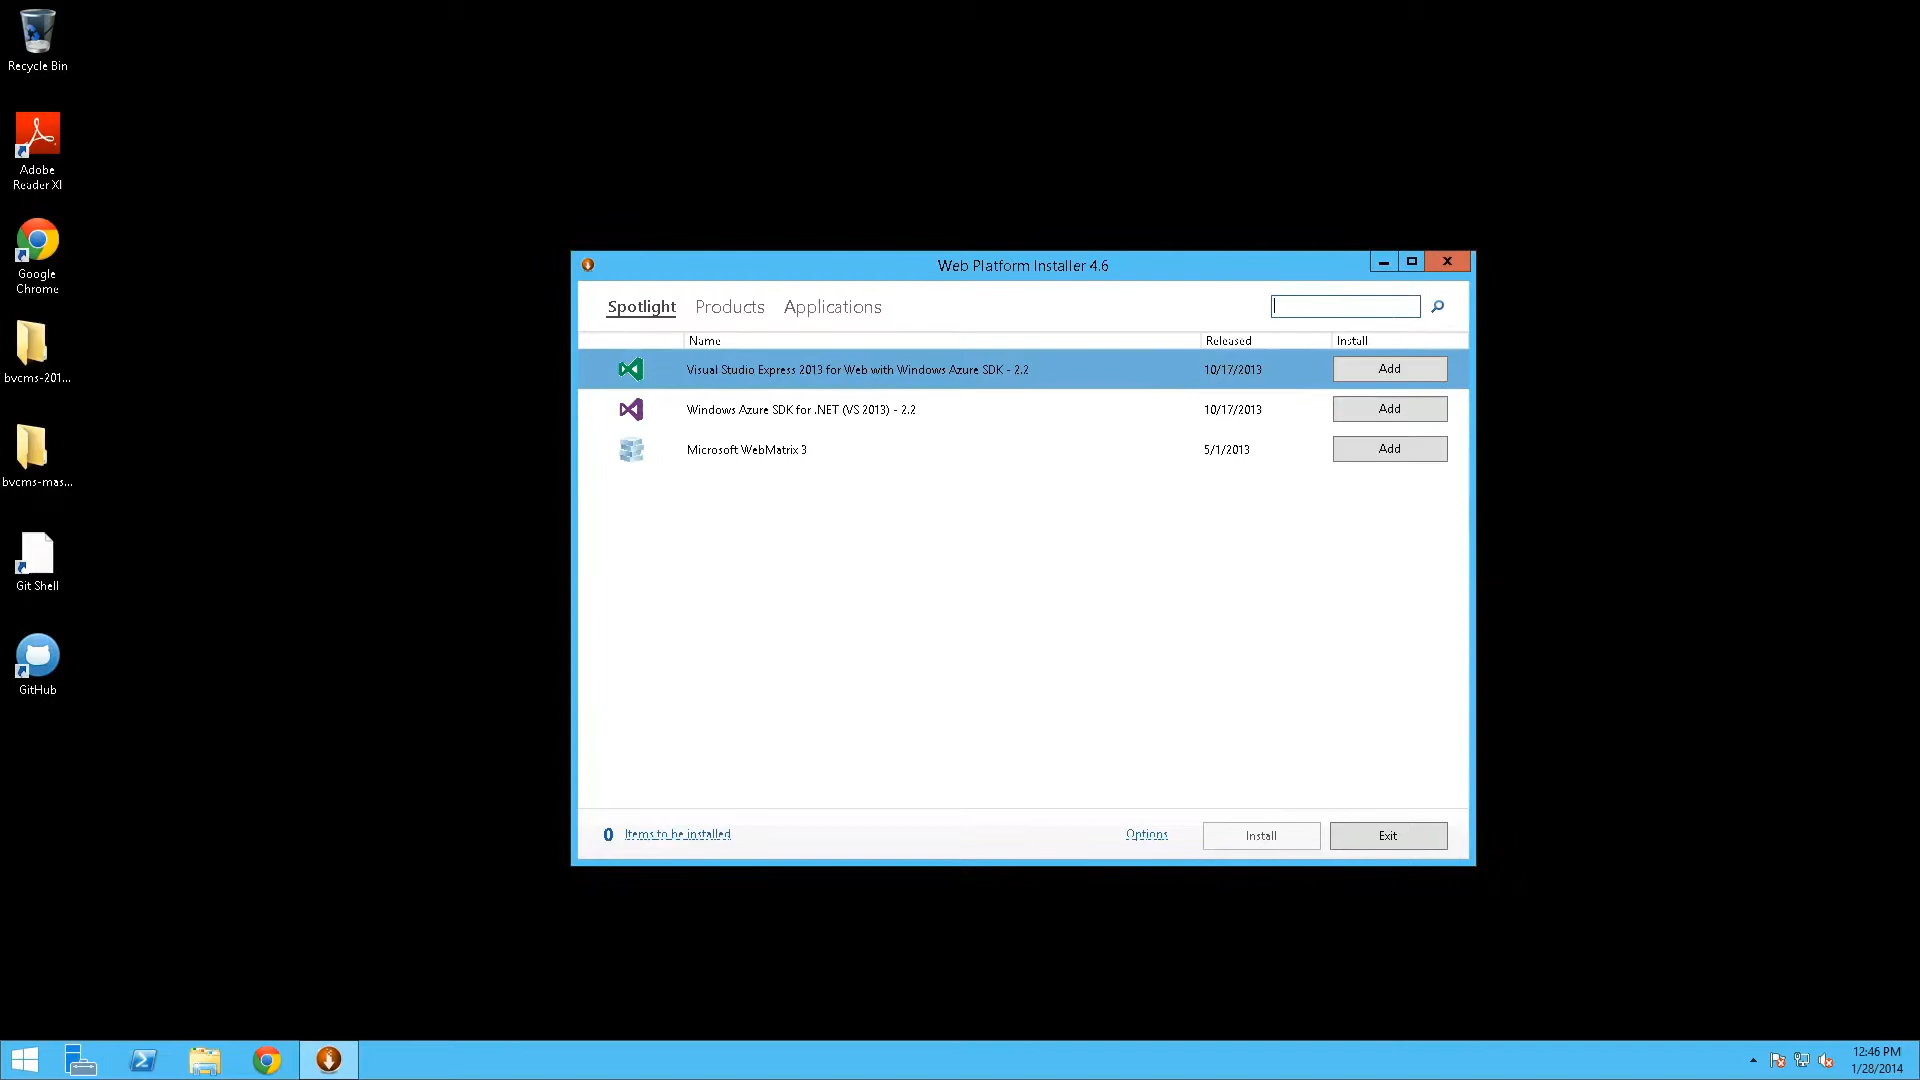 Recycle Bin
Adobe
Reader XI
Google
Chrome
bvcms-201...
bvcms-mas...
Git Shell
GitHub
Web Platform Installer 4.6
Spotlight Products Applications
Name Released Install
Visual Studio Express 2013 for Web with Windows Azure SDK - 2.2 10/17/2013 Add
Windows Azure SDK for .NET (VS 2013) - 2.2 10/17/2013 Add
Microsoft WebMatrix 3 5/1/2013 Add
0 Items to be installed Options Install Exit
12:46 PM
1/28/2014